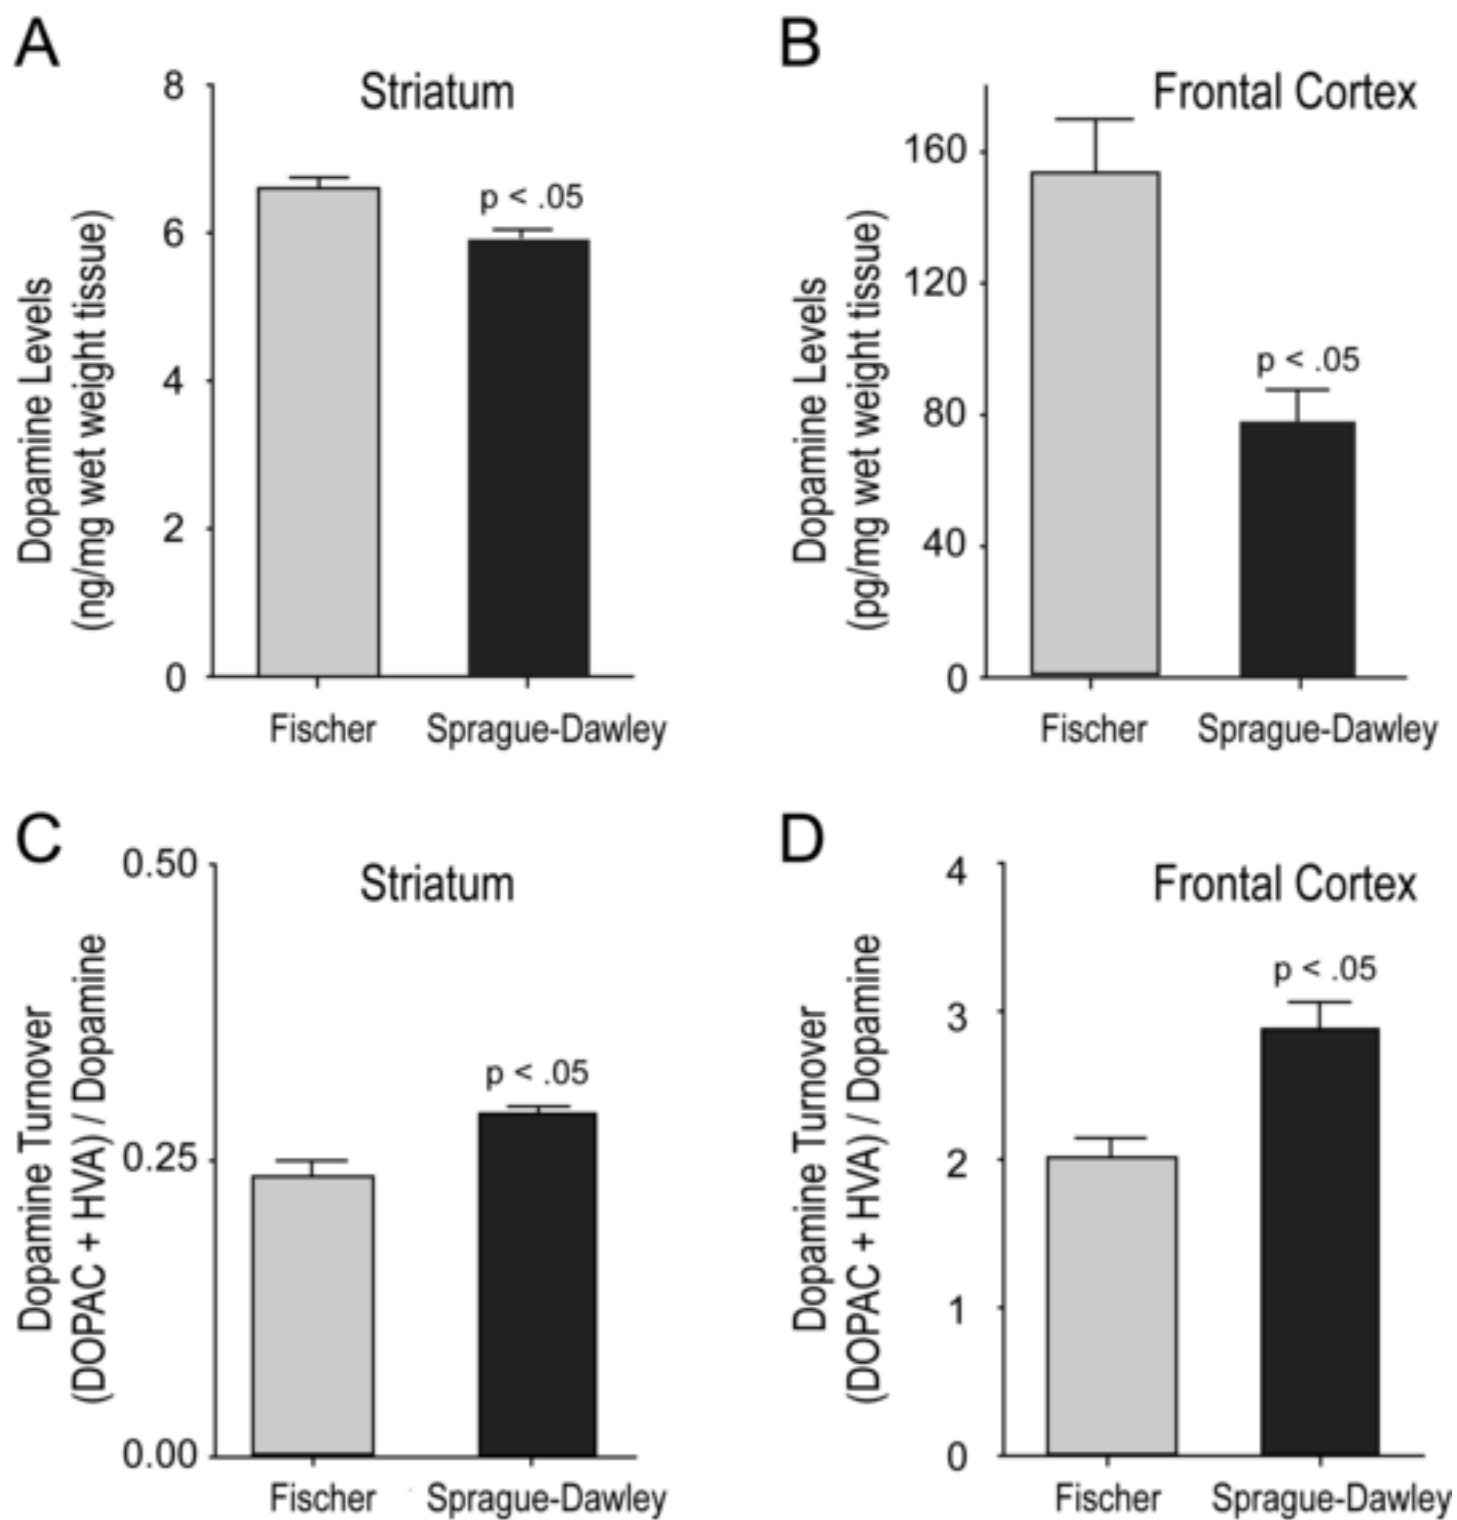 A
Striatum
Dopamine Levels
(ng/mg wet weight tissue)
8
6
4
2
0
p < .05
Fischer
Sprague-Dawley
B
Frontal Cortex
Dopamine Levels
(pg/mg wet weight tissue)
160
120
80
40
0
p < .05
Fischer
Sprague-Dawley
C
Striatum
Dopamine Turnover
(DOPAC + HVA) / Dopamine
0.50
0.25
0.00
p < .05
Fischer
Sprague-Dawley
D
Frontal Cortex
Dopamine Turnover
(DOPAC + HVA) / Dopamine
4
3
2
1
0
p < .05
Fischer
Sprague-Dawley